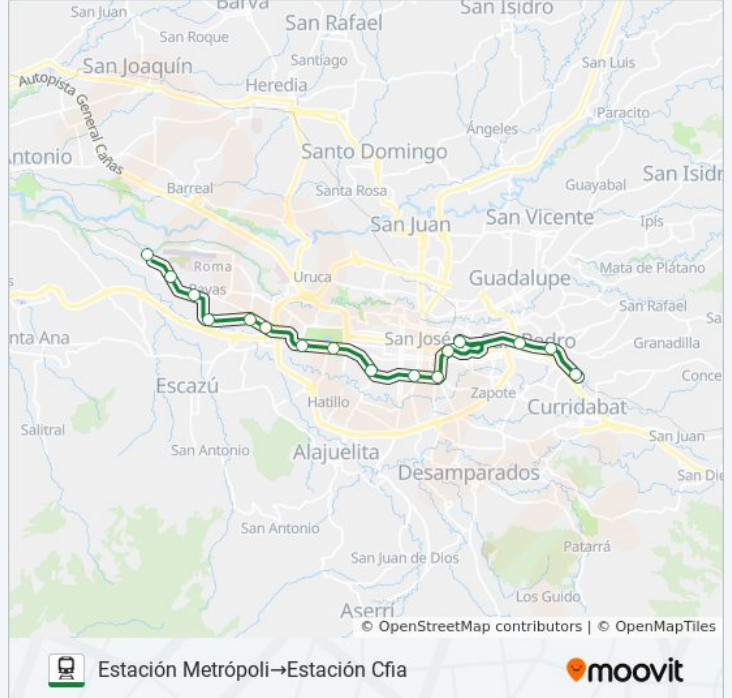 San Juan
Barva
San Rafael
San Isidro
San Roque
San Joaquín
Santiago
San Luis
Heredia
Autopista General Cañas
Paracito
Ángeles
Santo Domingo
ntonio
Barreal
Santa Rosa
Guayabal
San Isidr
San Juan
San Vicente
Ipís
Roma
Pavas
Uruca
Guadalupe
Mata de Plátano
San Rafael
Sa
nta Ana
San José
Pedro
Granadilla
Escazú
Hatillo
Zapote
Conce
Curridabat
Salitral
San Antonio
Alajuelita
San Juan
Desamparados
San Die
San Antonio
San Juan de Dios
Patarrá
Los Guido
Aserrí
© OpenStreetMap contributors | © OpenMapTiles
Estación Metrópoli→Estación Cfia
moovit